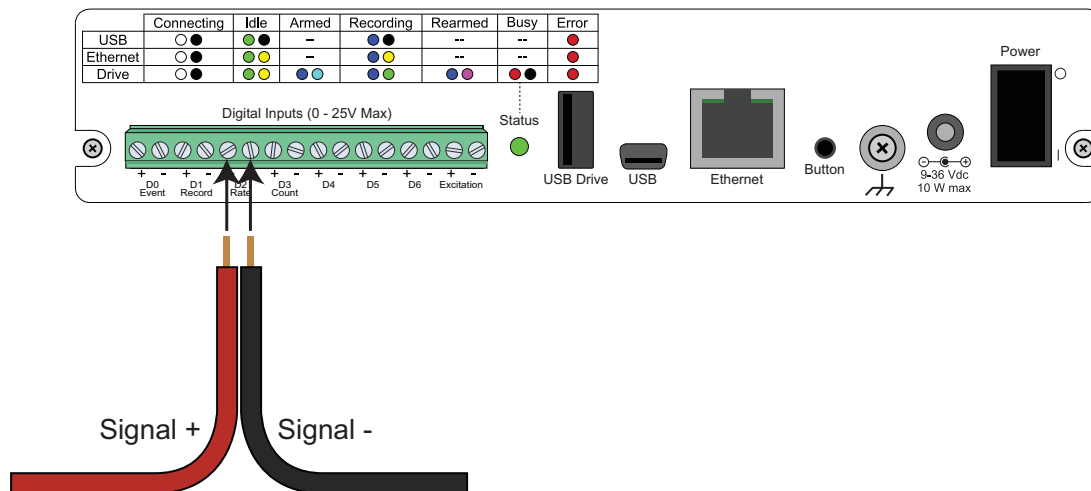 Connecting Idle Armed Recording Rearmed Busy Error
USB – -- --
Ethernet – -- --
Drive
Power
Digital Inputs (0 - 25V Max)
Status
+ - + - + - + - + - + - + - + -
D0 D1 D2 D3 D4 D5 D6 Excitation
Event Record Rate Count
USB Drive USB Ethernet Button
9-36 Vdc
10 W max
Signal + Signal -